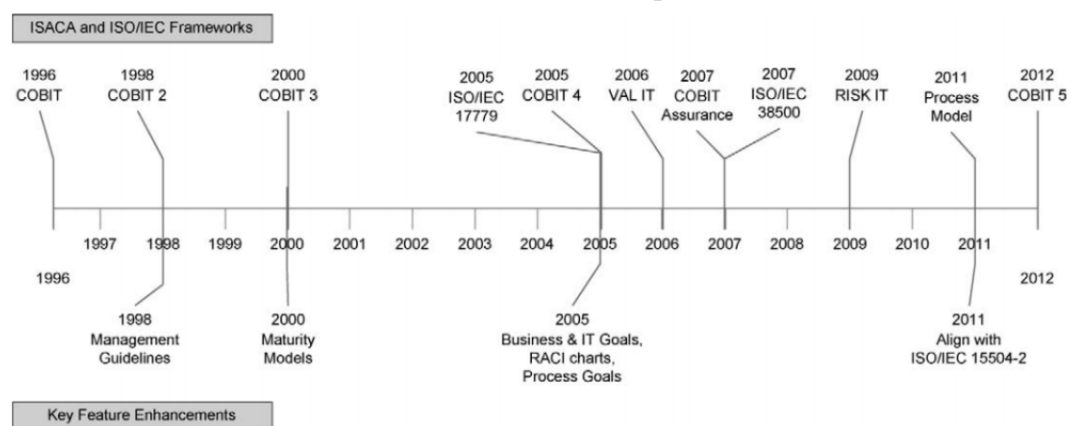 ISACA and ISO/IEC Frameworks
1996
COBIT
1998
COBIT 2
2000
COBIT 3
2005
ISO/IEC
17779
2005
COBIT 4
2006
VAL IT
2007
COBIT
Assurance
2007
ISO/IEC
38500
2009
RISK IT
2011
Process
Model
2012
COBIT 5
1997
1998
1999
2000
2001
2002
2003
2004
2005
2006
2007
2008
2009
2010
2011
1996
2012
1998
Management
Guidelines
2000
Maturity
Models
2005
Business & IT Goals,
RACI charts,
Process Goals
2011
Align with
ISO/IEC 15504-2
Key Feature Enhancements